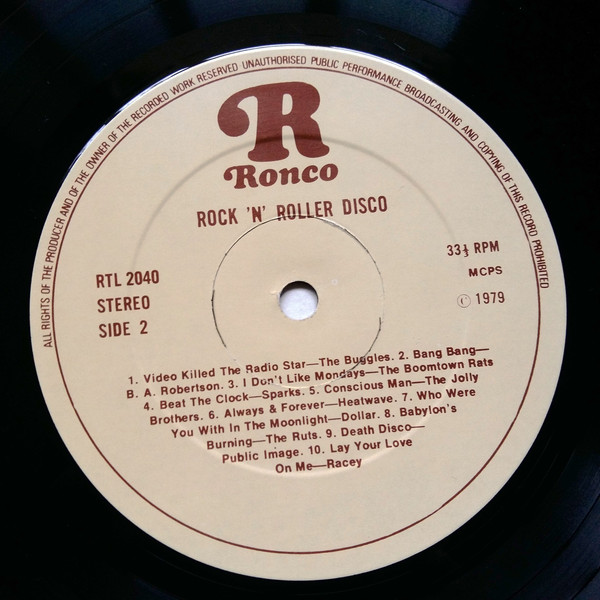 ALL RIGHTS OF THE PRODUCER AND OF THE OWNER OF THE RECORDED WORK RESERVED UNAUTHORISED PUBLIC PERFORMANCE BROADCASTING AND COPYING OF THIS RECORD PROHIBITED
R
Ronco
ROCK 'N' ROLLER DISCO
RTL 2040
STEREO
SIDE 2
33⅓ RPM
MCPS
© 1979
1. Video Killed The Radio Star—The Buggles. 2. Bang Bang—
B. A. Robertson. 3. I Don't Like Mondays—The Boomtown Rats
4. Beat The Clock—Sparks. 5. Conscious Man—The Jolly
Brothers. 6. Always & Forever—Heatwave. 7. Who Were
You With In The Moonlight—Dollar. 8. Babylon's
Burning—The Ruts. 9. Death Disco—
Public Image. 10. Lay Your Love
On Me—Racey